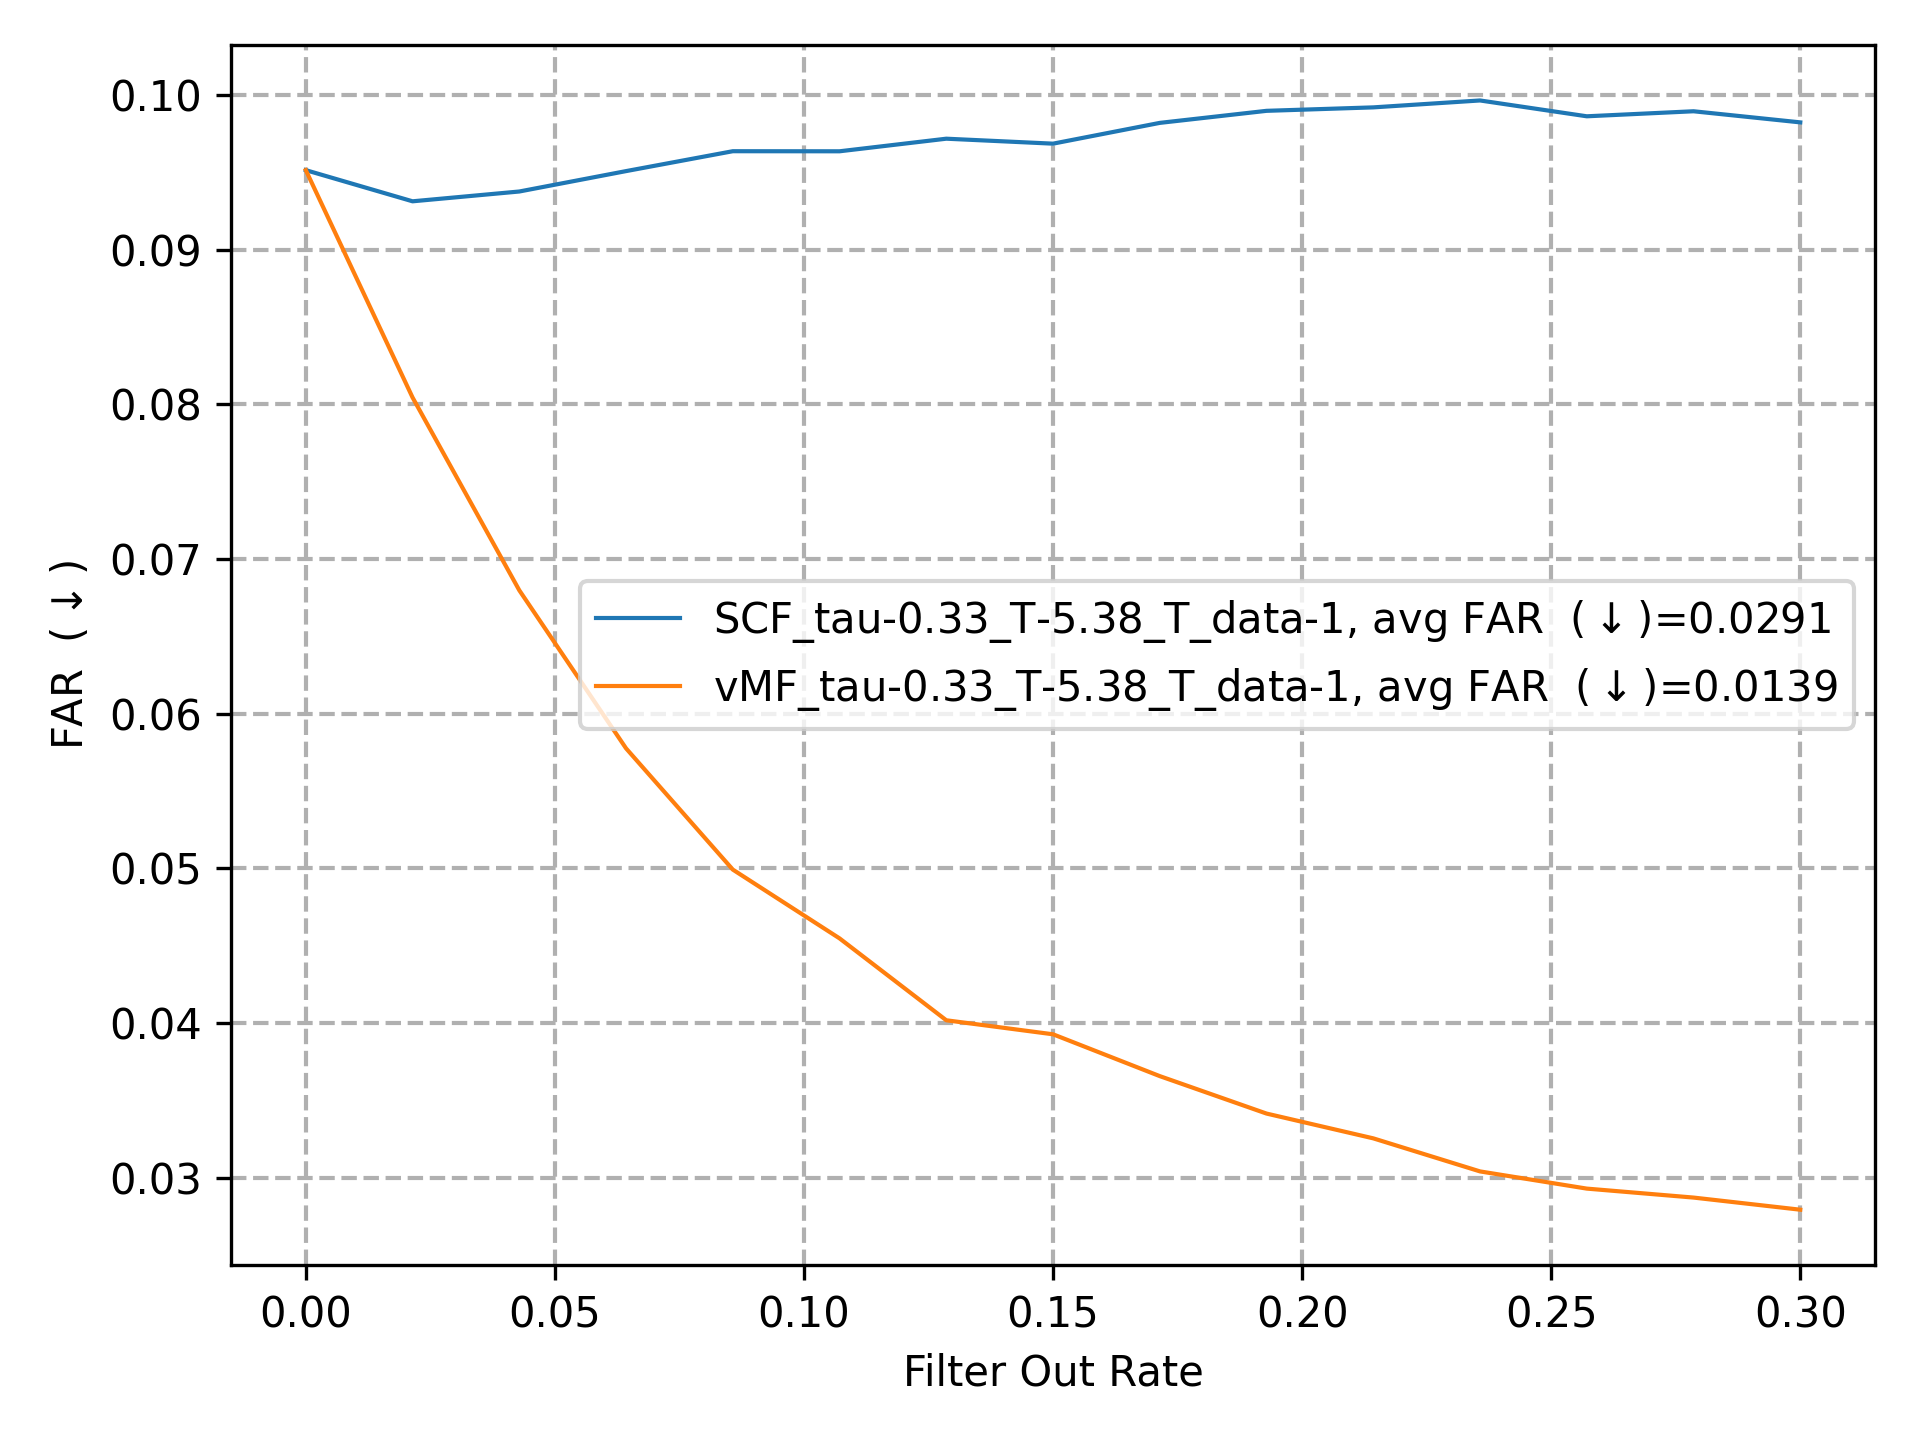 0.10
0.09
0.08
0.07
0.06
0.05
0.04
0.03
FAR (↓)
SCF_tau-0.33_T-5.38_T_data-1, avg FAR (↓)=0.0291
vMF_tau-0.33_T-5.38_T_data-1, avg FAR (↓)=0.0139
0.00 0.05 0.10 0.15 0.20 0.25 0.30
Filter Out Rate